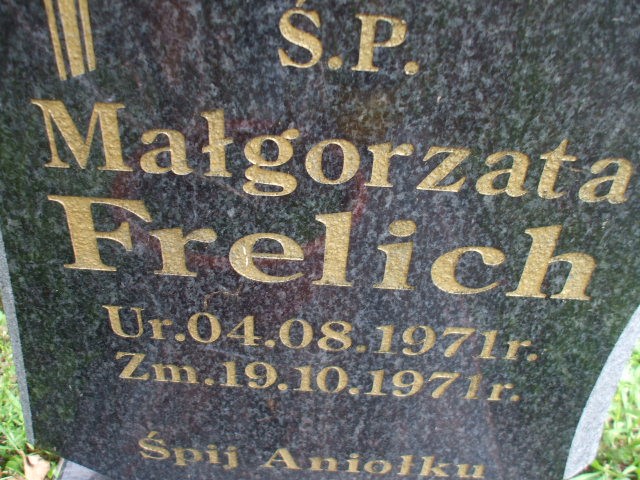 Ś.P.
Małgorzata
Frelich
Ur.04.08.1971r.
Zm.19.10.1971r.
Śpij Aniołku